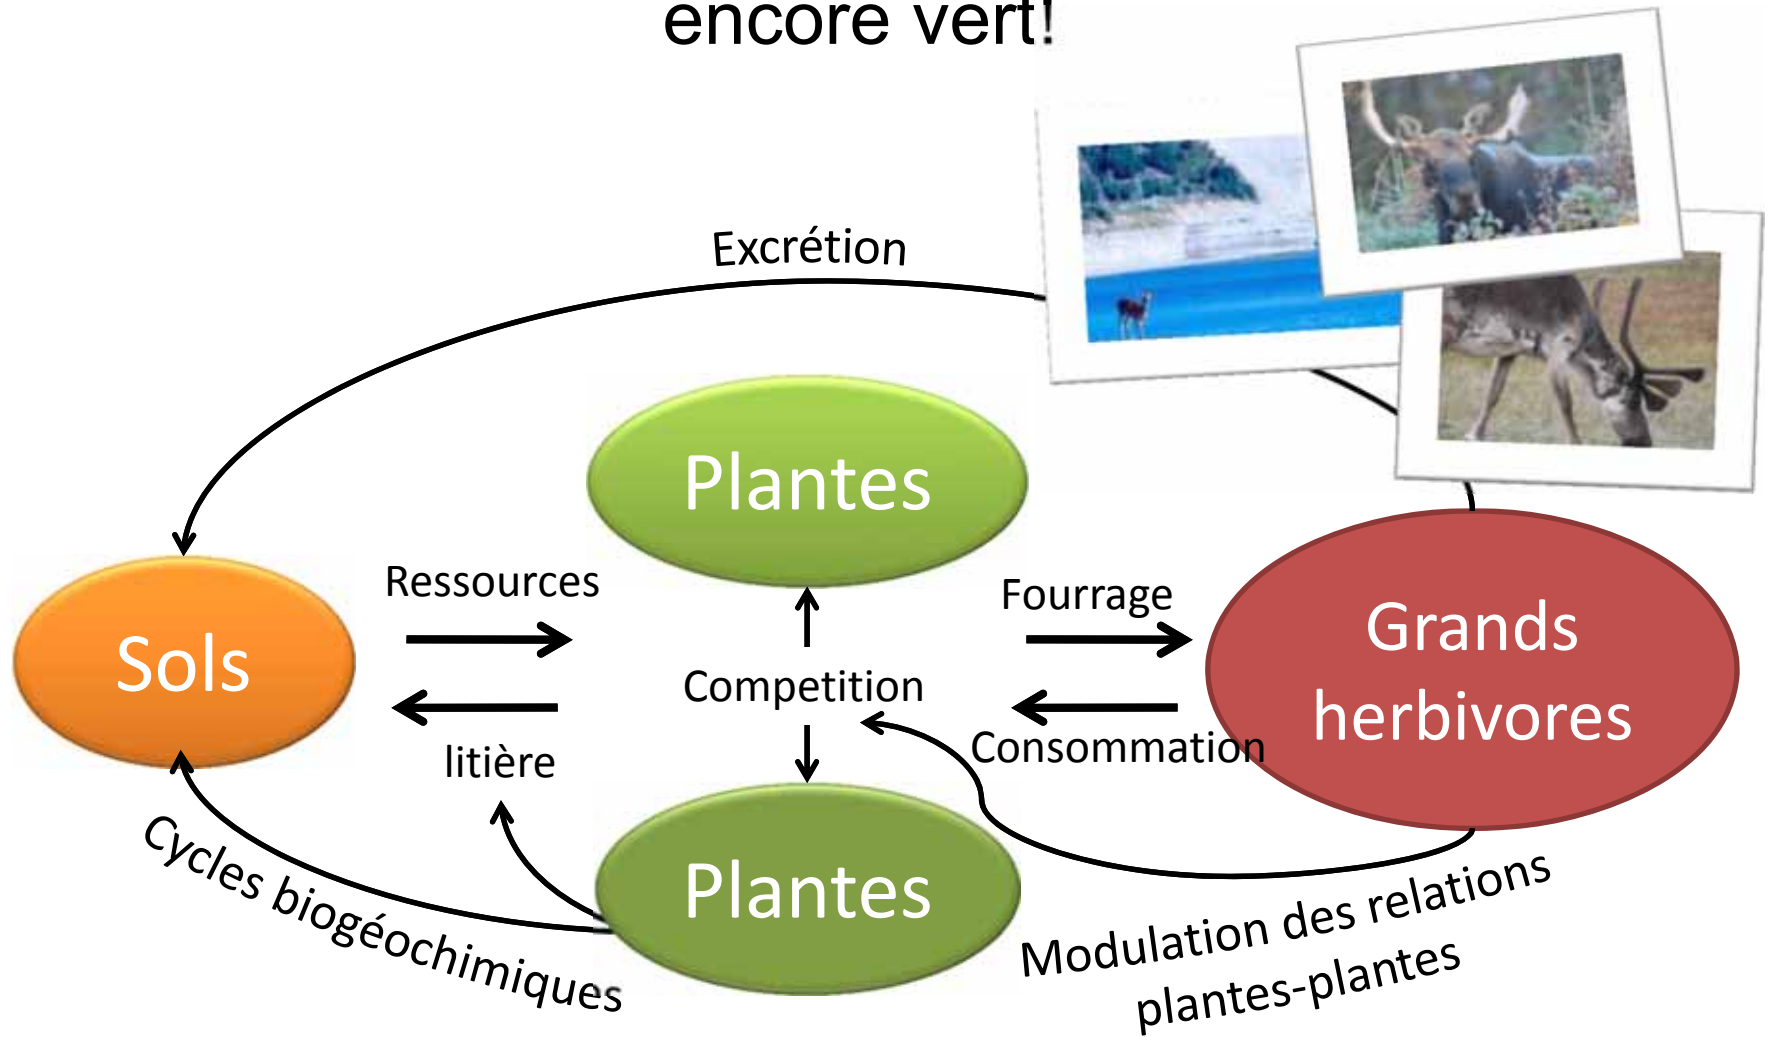 encore vert!
Excrétion
Plantes
Ressources
Fourrage
Sols
Competition
Grands
herbivores
litière
Consommation
Plantes
Cycles biogéochimiques
Modulation des relations
plantes-plantes